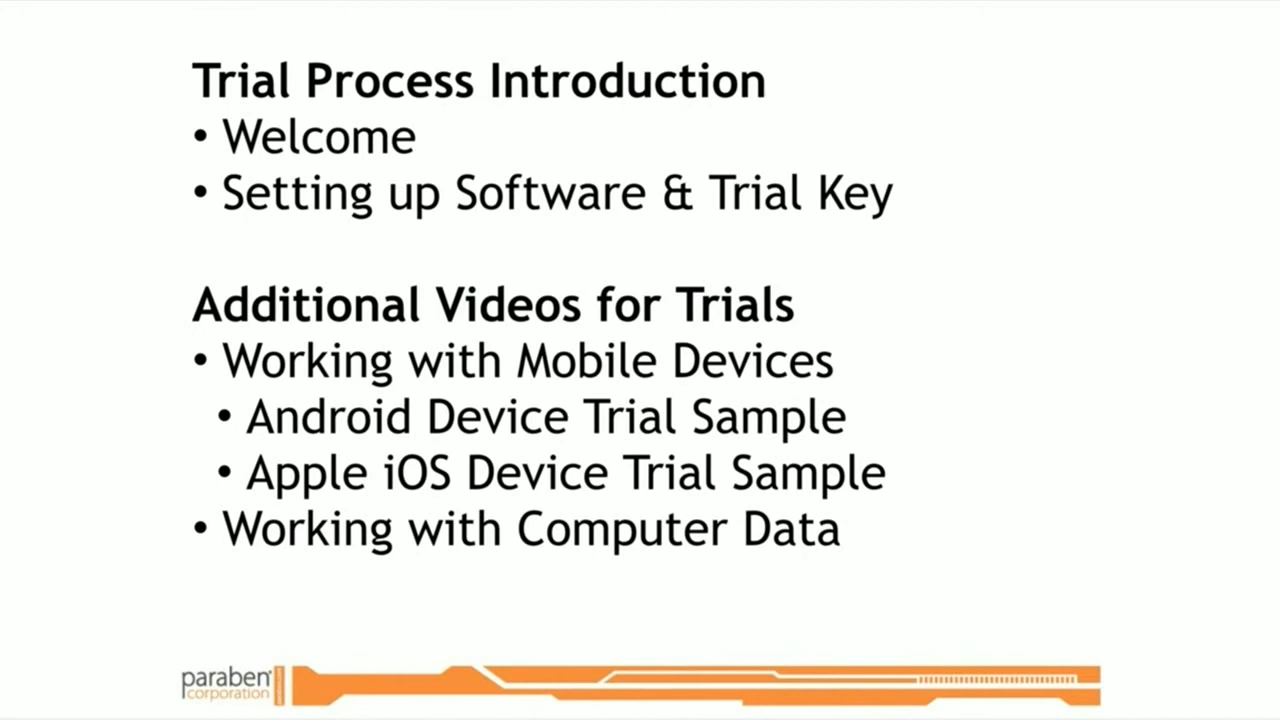 Trial Process Introduction
• Welcome
• Setting up Software & Trial Key
Additional Videos for Trials
• Working with Mobile Devices
• Android Device Trial Sample
• Apple iOS Device Trial Sample
• Working with Computer Data
paraben
corporation